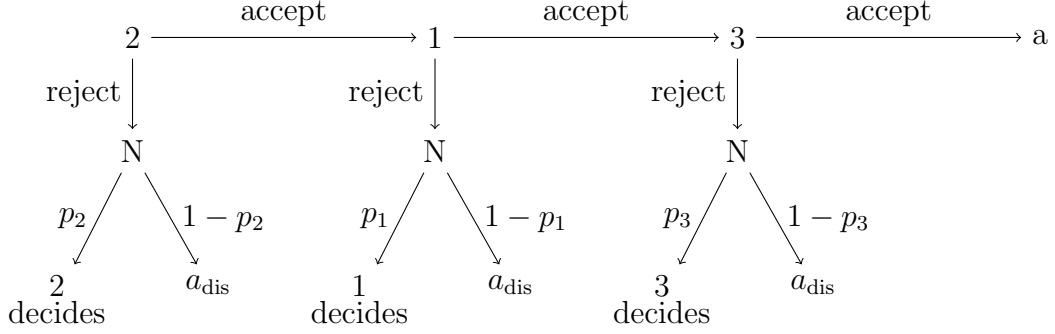 accept accept accept
2 1 3 a
reject reject reject
N N N
p₂ 1 − p₂ p₁ 1 − p₁ p₃ 1 − p₃
2 a_dis 1 a_dis 3 a_dis
decides decides decides